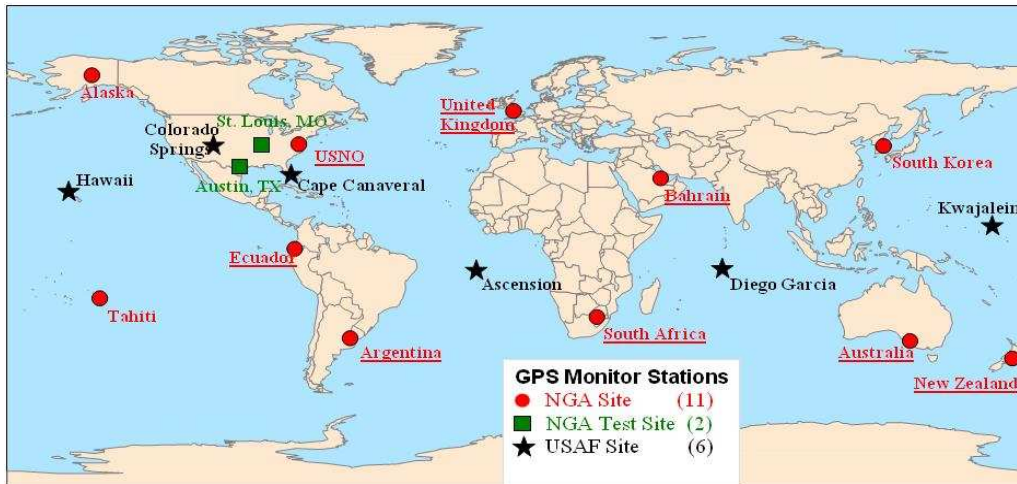 Alaska
St. Louis, MO
Colorado
Springs
USNO
Austin, TX
Cape Canaveral
Hawaii
United
Kingdom
South Korea
Bahrain
Kwajalein
Ecuador
Ascension
Diego Garcia
Tahiti
Argentina
South Africa
Australia
New Zealand
GPS Monitor Stations
NGA Site (11)
NGA Test Site (2)
USAF Site (6)